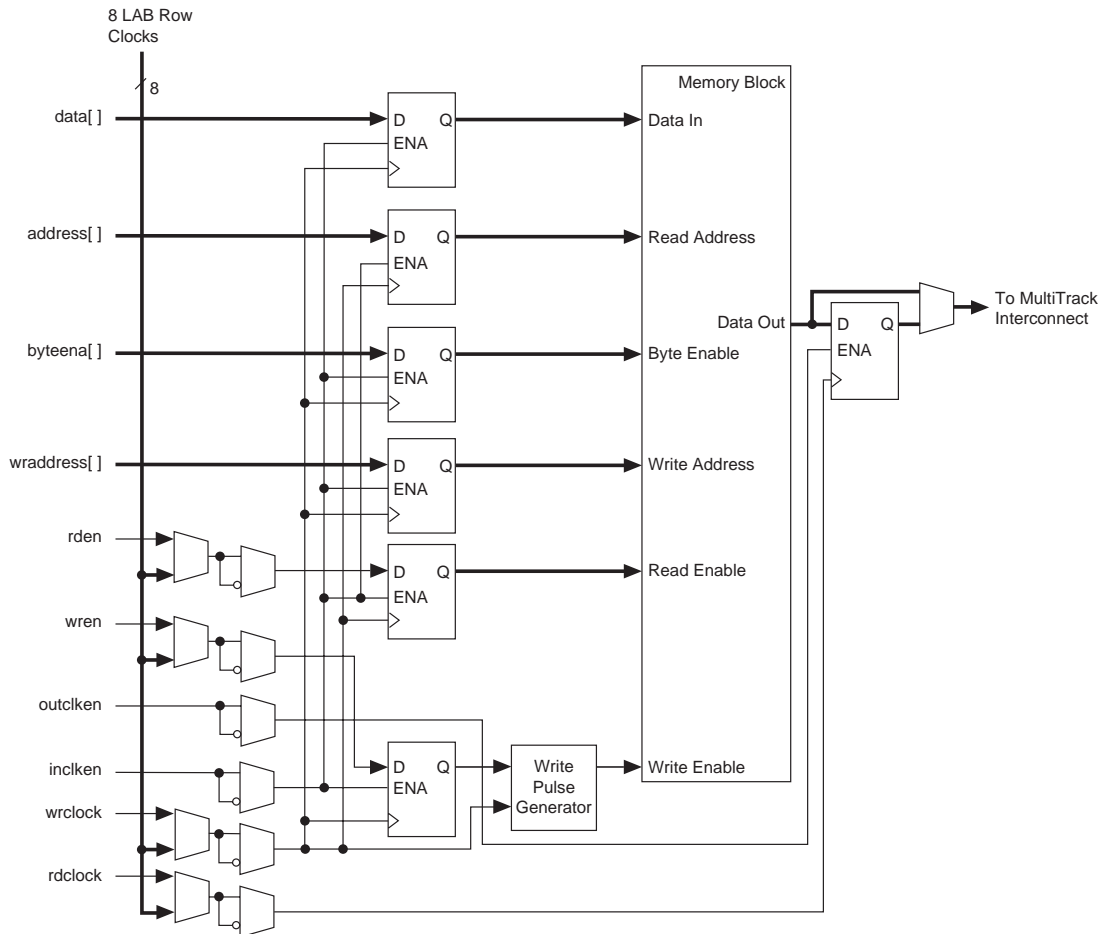 8 LAB Row
Clocks
8
Memory Block
data[ ]
D Q
ENA
Data In
address[ ]
D Q
ENA
Read Address
To MultiTrack
Interconnect
Data Out
D Q
ENA
byteena[ ]
D Q
ENA
Byte Enable
wraddress[ ]
D Q
ENA
Write Address
rden
D Q
ENA
Read Enable
wren
outclken
inclken
D Q
ENA
Write
Pulse
Generator
Write Enable
wrclock
rdclock